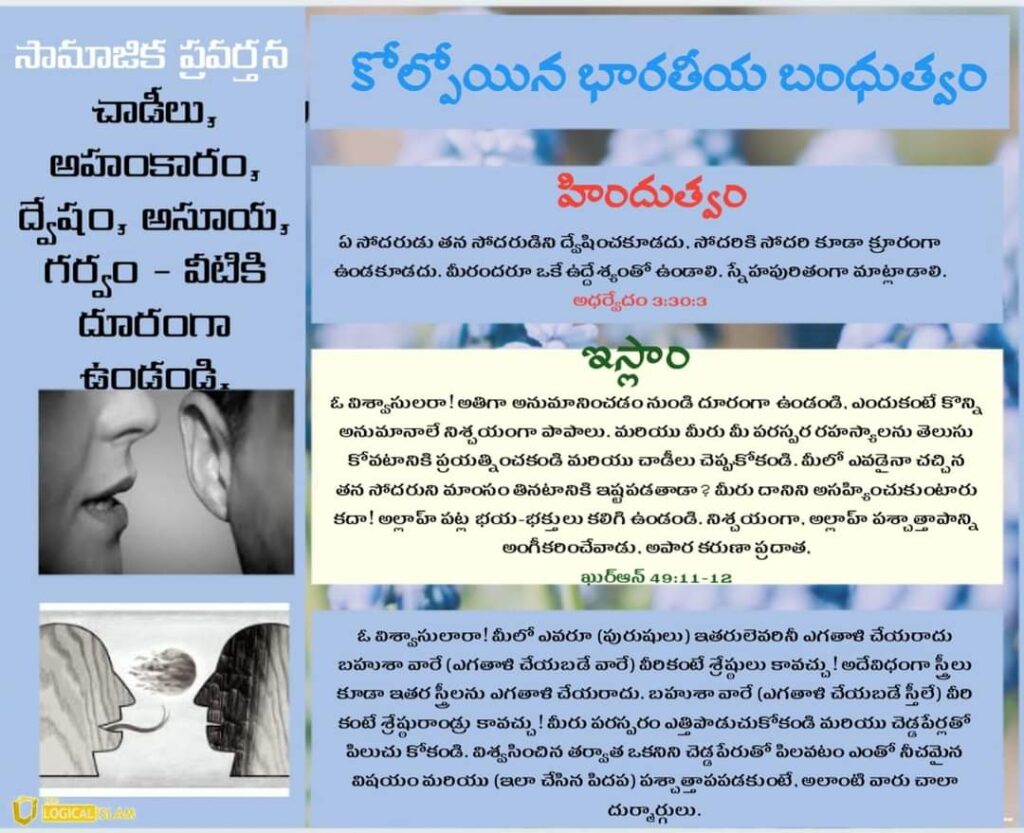 సామాజిక ప్రవర్తన
చాడీలు,
అహంకారం,
ద్వేషం, అసూయ,
గర్వం - వీటికి
దూరంగా
ఉండండి.
కోల్పోయిన భారతీయ బంధుత్వం
హిందుత్వం
ఏ సోదరుడు తన సోదరుడిని ద్వేషించకూడదు. సోదరికి సోదరి కూడా క్రూరంగా
ఉండకూడదు. మీరందరూ ఒకే ఉద్దేశ్యంతో ఉండాలి. స్నేహపురితంగా మాట్లాడాలి.
అధర్వేదం 3:30:3
ఇస్లాం
ఓ విశ్వాసులరా! అతిగా అనుమానించడం నుండి దూరంగా ఉండండి, ఎందుకంటే కొన్ని
అనుమానాలే నిశ్చయంగా పాపాలు. మరియు మీరు మీ పరస్పర రహస్యాలను తెలుసు
కోవటానికి ప్రయత్నించకండి మరియు చాడీలు చెప్పుకోకండి. మీలో ఎవడైనా చచ్చిన
తన సోదరుని మాంసం తినటానికి ఇష్టపడతాడా? మీరు దానిని అసహ్యించుకుంటారు
కదా! అల్లాహ్ పట్ల భయ-భక్తులు కలిగి ఉండండి. నిశ్చయంగా, అల్లాహ్ పశ్చాత్తాపాన్ని
అంగీకరించేవాడు, అపార కరుణా ప్రదాత.
ఖుర్ఆన్ 49:11-12
ఓ విశ్వాసులారా! మీలో ఎవరూ (పురుషులు) ఇతరులెవరినీ ఎగతాళి చేయరాదు
బహుశా వారే (ఎగతాళి చేయబడే వారే) వీరికంటే శ్రేష్ఠులు కావచ్చు! అదేవిధంగా స్త్రీలు
కూడా ఇతర స్త్రీలను ఎగతాళి చేయరాదు. బహుశా వారే (ఎగతాళి చేయబడే స్తీలే) వీరి
కంటే శ్రేష్ఠురాండ్రు కావచ్చు! మీరు పరస్పరం ఎత్తిపొడుచుకోకండి మరియు చెడ్డపేర్లతో
పిలుచు కోకండి. విశ్వసించిన తర్వాత ఒకనిని చెడ్డపేరుతో పిలవటం ఎంతో నీచమైన
విషయం మరియు (ఇలా చేసిన పిదప) పశ్చాత్తాపపడకుంటే, అలాంటి వారు చాలా
దుర్మార్గులు.
LOGICAL ISLAM